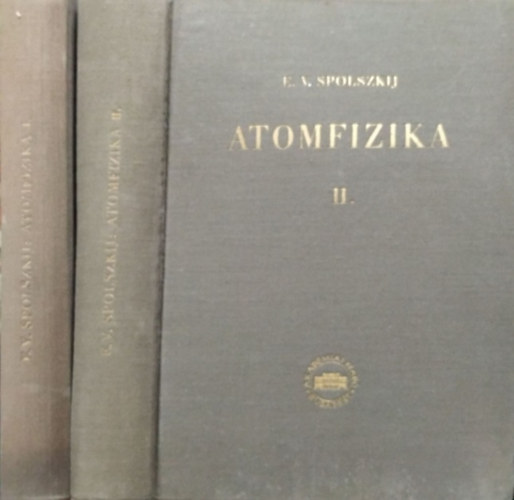 E. V. SPOLSZKIJ: ATOMFIZIKA I.
E. V. SPOLSZKIJ: ATOMFIZIKA II.
E. V. SPOLSZKIJ
ATOMFIZIKA
II.